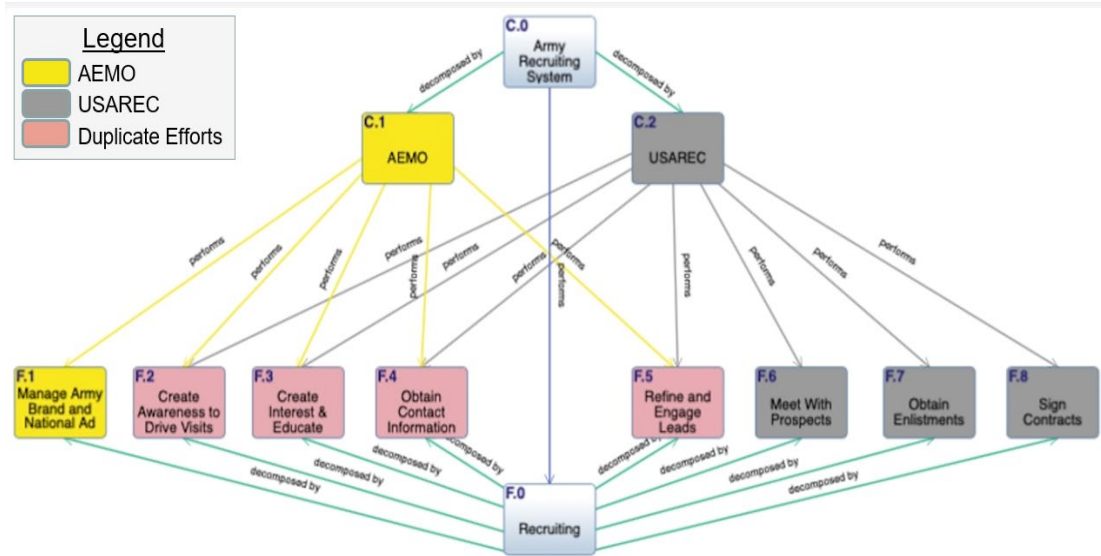 Legend
AEMO
USAREC
Duplicate Efforts
C.0
Army
Recruiting
System
decomposed by
decomposed by
C.1
AEMO
C.2
USAREC
performs
performs
performs
performs
performs
performs
performs
performs
performs
performs
performs
performs
performs
F.1
Manage Army
Brand and
National Ad
F.2
Create
Awareness to
Drive Visits
F.3
Create
Interest &
Educate
F.4
Obtain
Contact
Information
F.5
Refine and
Engage
Leads
F.6
Meet With
Prospects
F.7
Obtain
Enlistments
F.8
Sign
Contracts
decomposed by
decomposed by
decomposed by
decomposed by
decomposed by
decomposed by
decomposed by
decomposed by
F.0
Recruiting